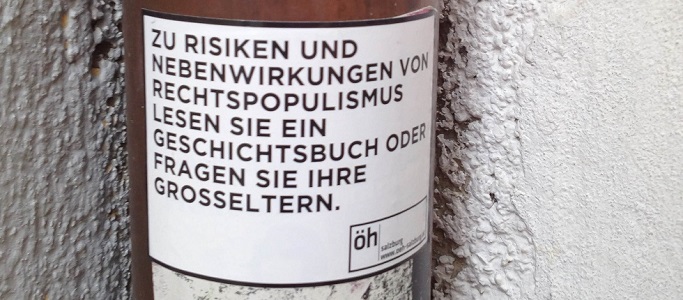 ZU RISIKEN UND
NEBENWIRKUNGEN VON
RECHTSPOPULISMUS
LESEN SIE EIN
GESCHICHTSBUCH ODER
FRAGEN SIE IHRE
GROSSELTERN.
öh
salzburg